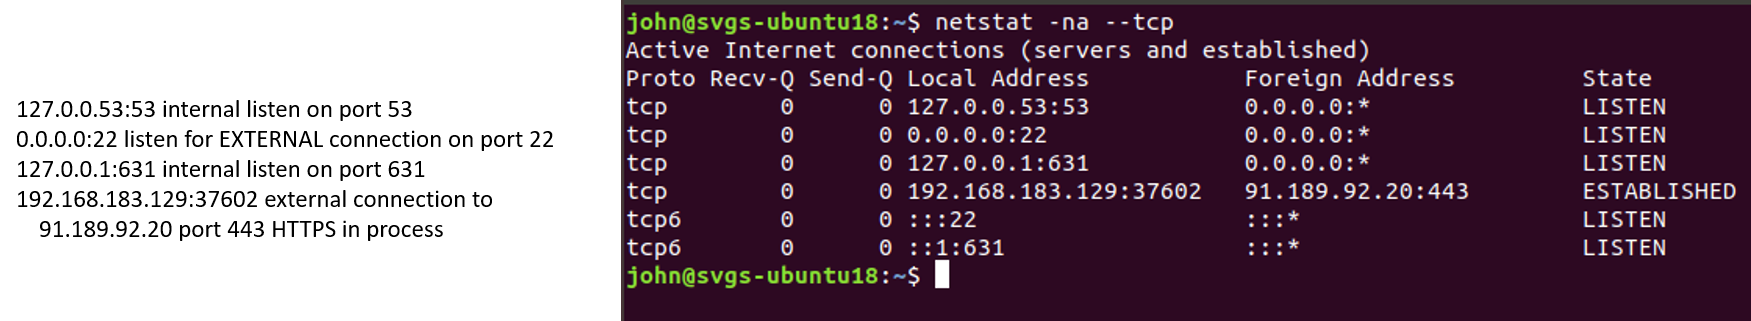 127.0.0.53:53 internal listen on port 53
0.0.0.0:22 listen for EXTERNAL connection on port 22
127.0.0.1:631 internal listen on port 631
192.168.183.129:37602 external connection to
91.189.92.20 port 443 HTTPS in process
john@svgs-ubuntu18:~$ netstat -na --tcp
Active Internet connections (servers and established)
Proto Recv-Q Send-Q Local Address Foreign Address State
tcp 0 0 127.0.0.53:53 0.0.0.0:* LISTEN
tcp 0 0 0.0.0.0:22 0.0.0.0:* LISTEN
tcp 0 0 127.0.0.1:631 0.0.0.0:* LISTEN
tcp 0 0 192.168.183.129:37602 91.189.92.20:443 ESTABLISHED
tcp6 0 0 :::22 :::* LISTEN
tcp6 0 0 ::1:631 :::* LISTEN
john@svgs-ubuntu18:~$